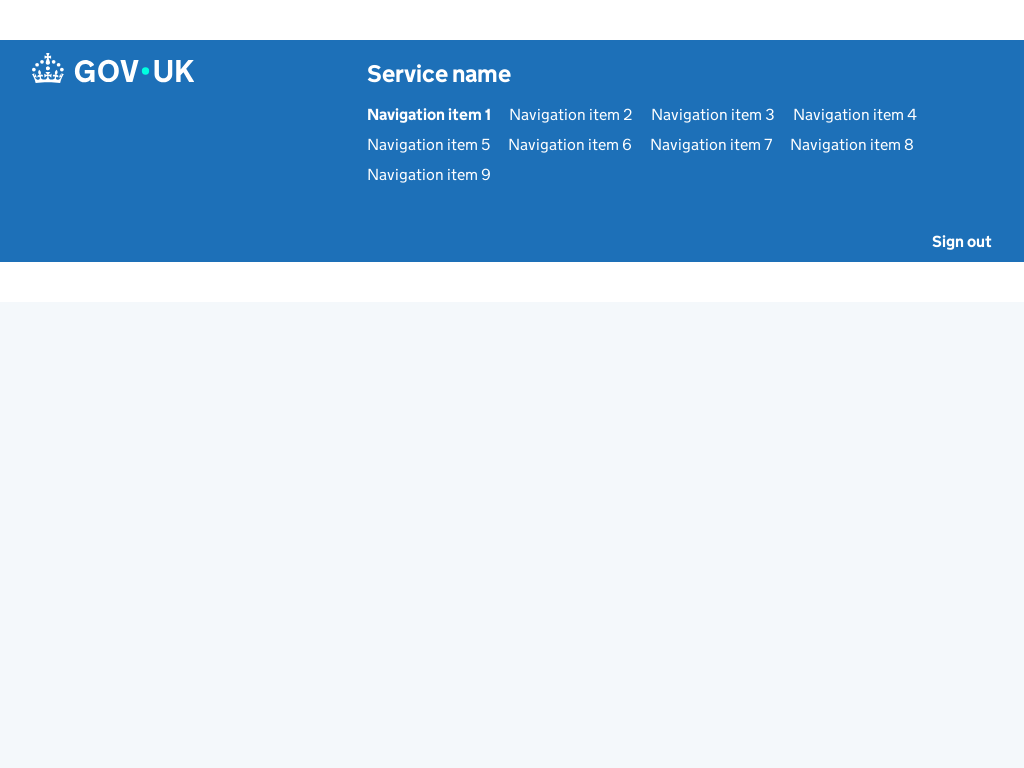 GOV·UK
Service name
Navigation item 1 Navigation item 2 Navigation item 3 Navigation item 4
Navigation item 5 Navigation item 6 Navigation item 7 Navigation item 8
Navigation item 9
Sign out